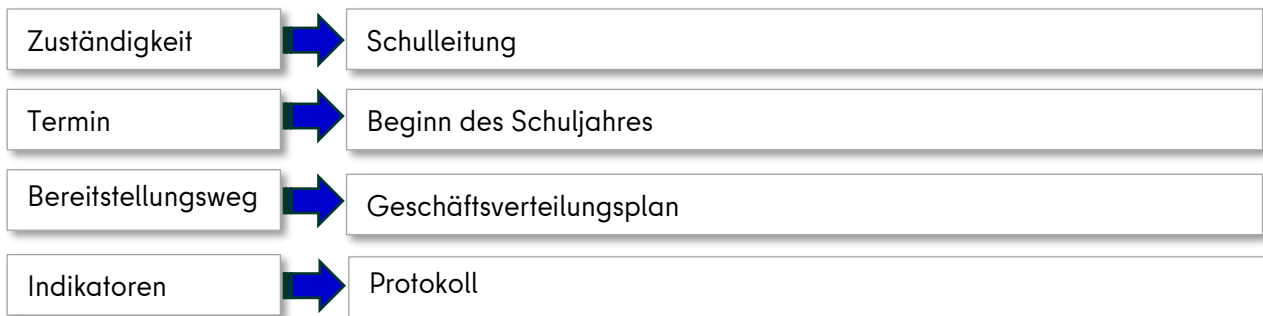 Zuständigkeit Schulleitung
Termin Beginn des Schuljahres
Bereitstellungsweg Geschäftsverteilungsplan
Indikatoren Protokoll